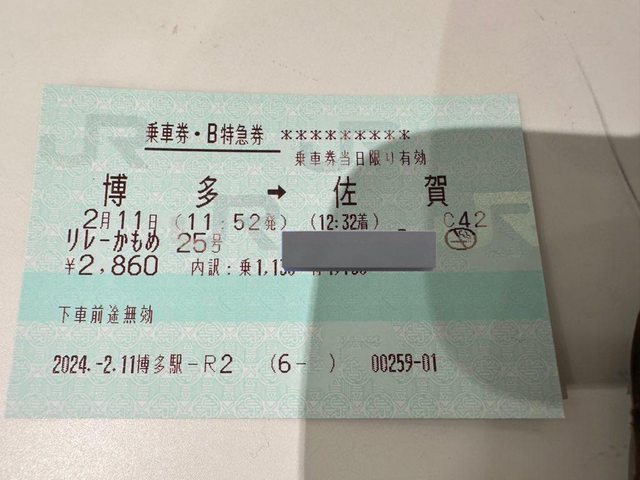 乗車券・B特急券 *********
乗車券当日限り有効
博多 → 佐賀
2月11日 (11:52発) (12:32着) C42
リレーかもめ 25号
¥2,860 内訳:乗1,130
下車前途無効
2024.-2.11博多駅-R2 (6- ) 00259-01